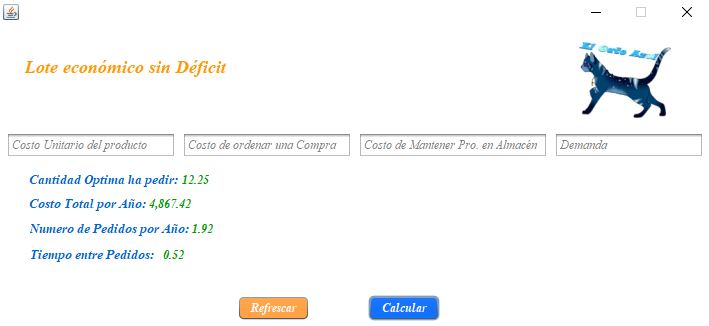 El Gato Azul
Lote económico sin Déficit
Costo Unitario del producto
Costo de ordenar una Compra
Costo de Mantener Pro. en Almacén
Demanda
Cantidad Optima ha pedir: 12.25
Costo Total por Año: 4,867.42
Numero de Pedidos por Año: 1.92
Tiempo entre Pedidos: 0.52
Refrescar
Calcular